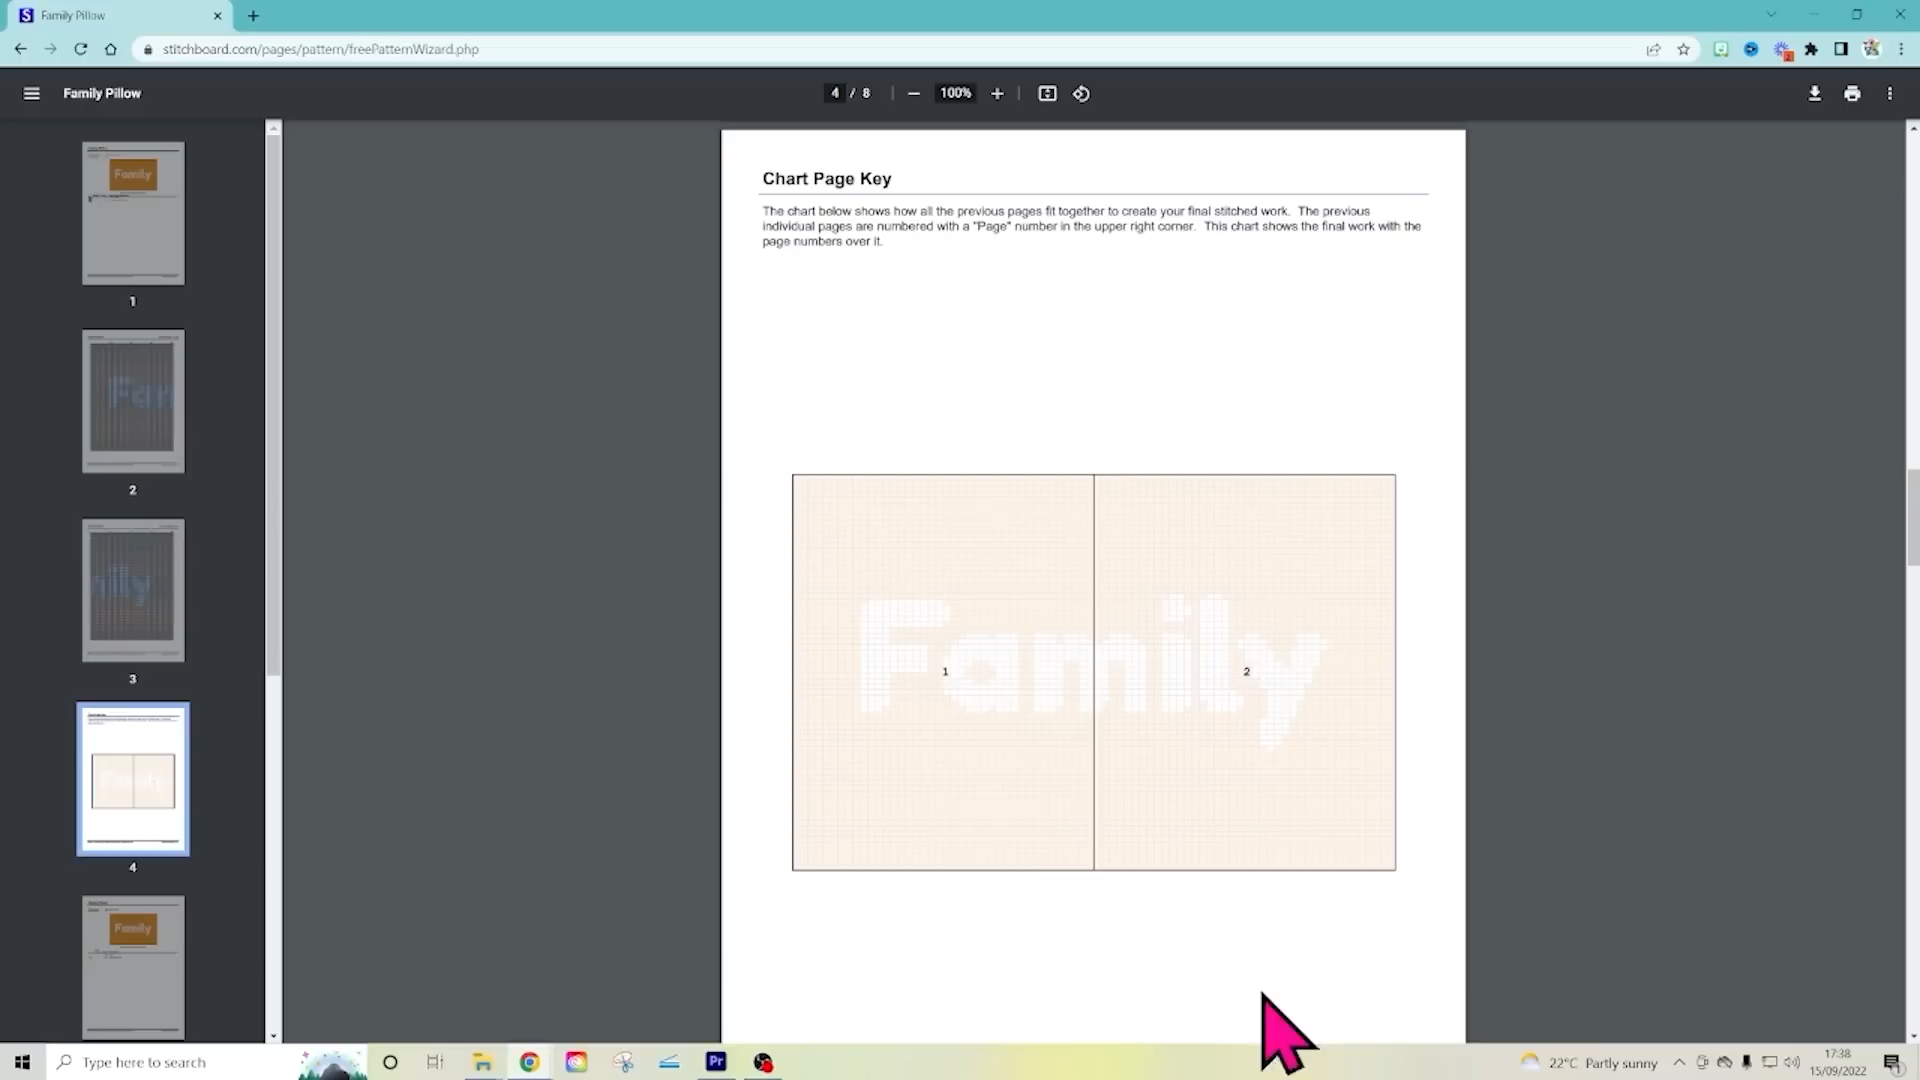 Family Pillow
stitchboard.com/pages/pattern/freePatternWizard.php
Family Pillow
4 / 8
100%
Family
1
Fam
2
mily
3
4
Family
Chart Page Key
The chart below shows how all the previous pages fit together to create your final stitched work. The previous
individual pages are numbered with a "Page" number in the upper right corner. This chart shows the final work with the
page numbers over it.
Family
1
2
Type here to search
Pr
22°C Partly sunny
17:38
15/09/2022